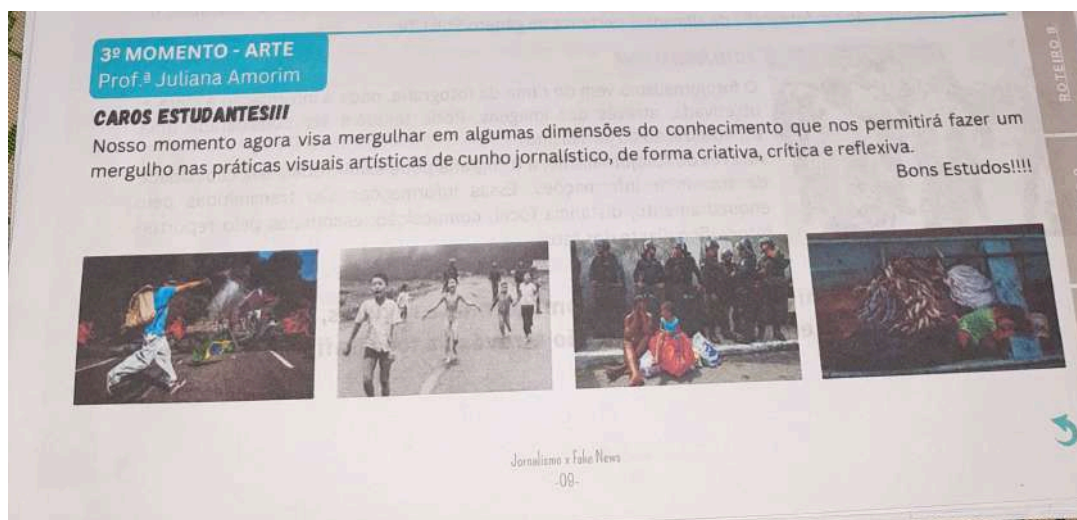 3º MOMENTO - ARTE
Prof.ª Juliana Amorim
CAROS ESTUDANTES!!!
Nosso momento agora visa mergulhar em algumas dimensões do conhecimento que nos permitirá fazer um
mergulho nas práticas visuais artísticas de cunho jornalístico, de forma criativa, crítica e reflexiva.
Bons Estudos!!!!
ROTEIRO 8
Jornalismo x Fake News
-09-